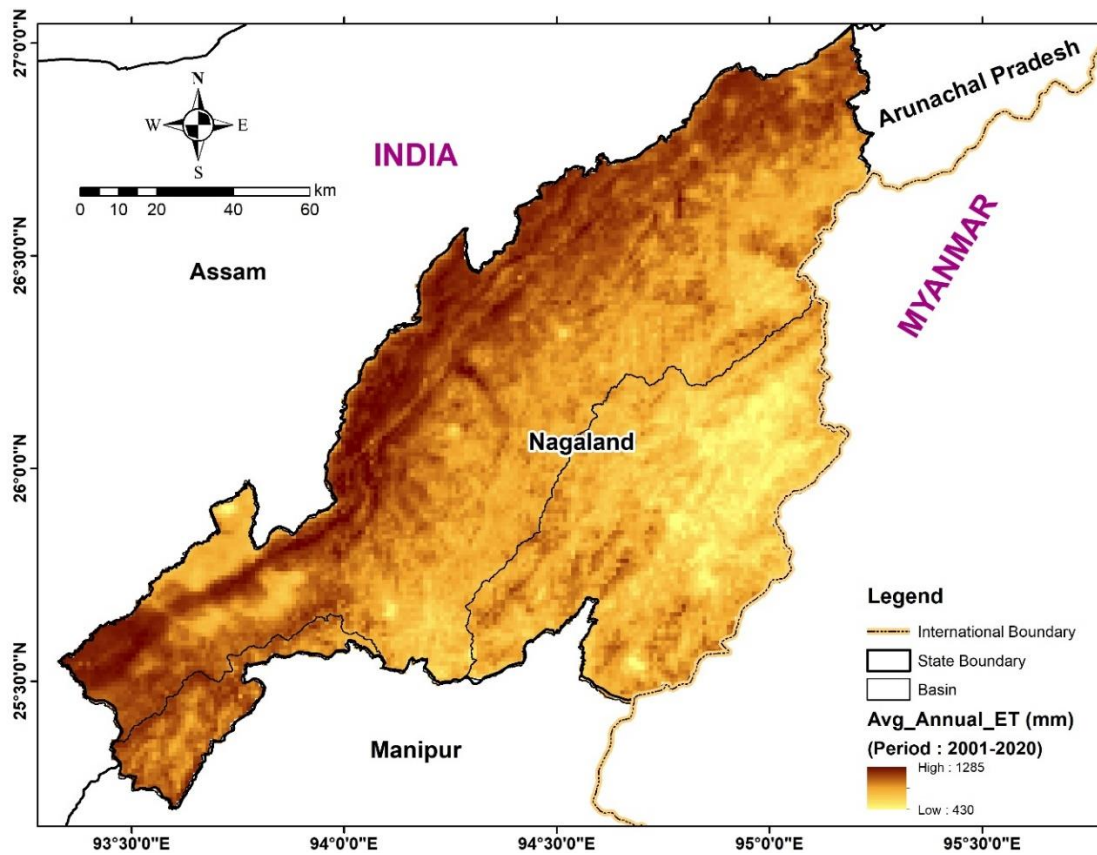 27°0'0"N
26°30'0"N
26°0'0"N
25°30'0"N
N
W E
S
km
0 10 20 40 60
INDIA
Arunachal Pradesh
MYANMAR
Assam
Nagaland
Manipur
Legend
International Boundary
State Boundary
Basin
Avg_Annual_ET (mm)
(Period : 2001-2020)
High : 1285
Low : 430
93°30'0"E 94°0'0"E 94°30'0"E 95°0'0"E 95°30'0"E